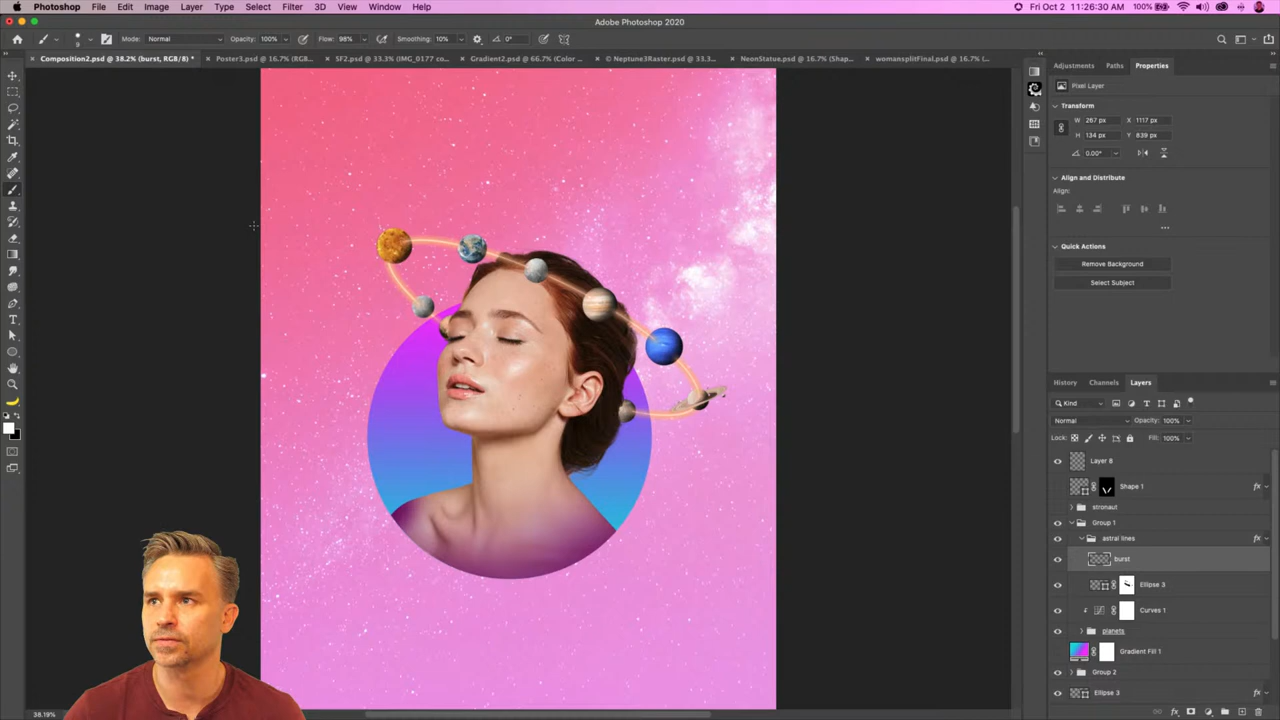 Photoshop File Edit Image Layer Type Select Filter 3D View Window Help 100% Fri Oct 2 11:26:30 AM
Adobe Photoshop 2020
9 Mode: Normal Opacity: 100% Flow: 98% Smoothing: 10% 0°
Composition2.psd @ 38.2% (burst, RGB/8) * Poster3.psd @ 16.7% (RGB... SF2.psd @ 33.3% (IMG_0177 co... Gradient2.psd @ 66.7% (Color ... © Neptune3Raster.psd @ 33.3... NeonStatue.psd @ 16.7% (Shap... womansplitFinal.psd @ 16.7% (...
Adjustments Paths Properties
Pixel Layer
Transform
W 267 px X 1117 px
H 134 px Y 839 px
0.00°
Align and Distribute
Align:
Quick Actions
Remove Background
Select Subject
History Channels Layers
Kind
Normal Opacity: 100%
Lock: Fill: 100%
Layer 8
Shape 1 fx
stronaut
Group 1
astral lines fx
burst
Ellipse 3
Curves 1
planets
Gradient Fill 1
Group 2 fx
Ellipse 3 fx
38.19%